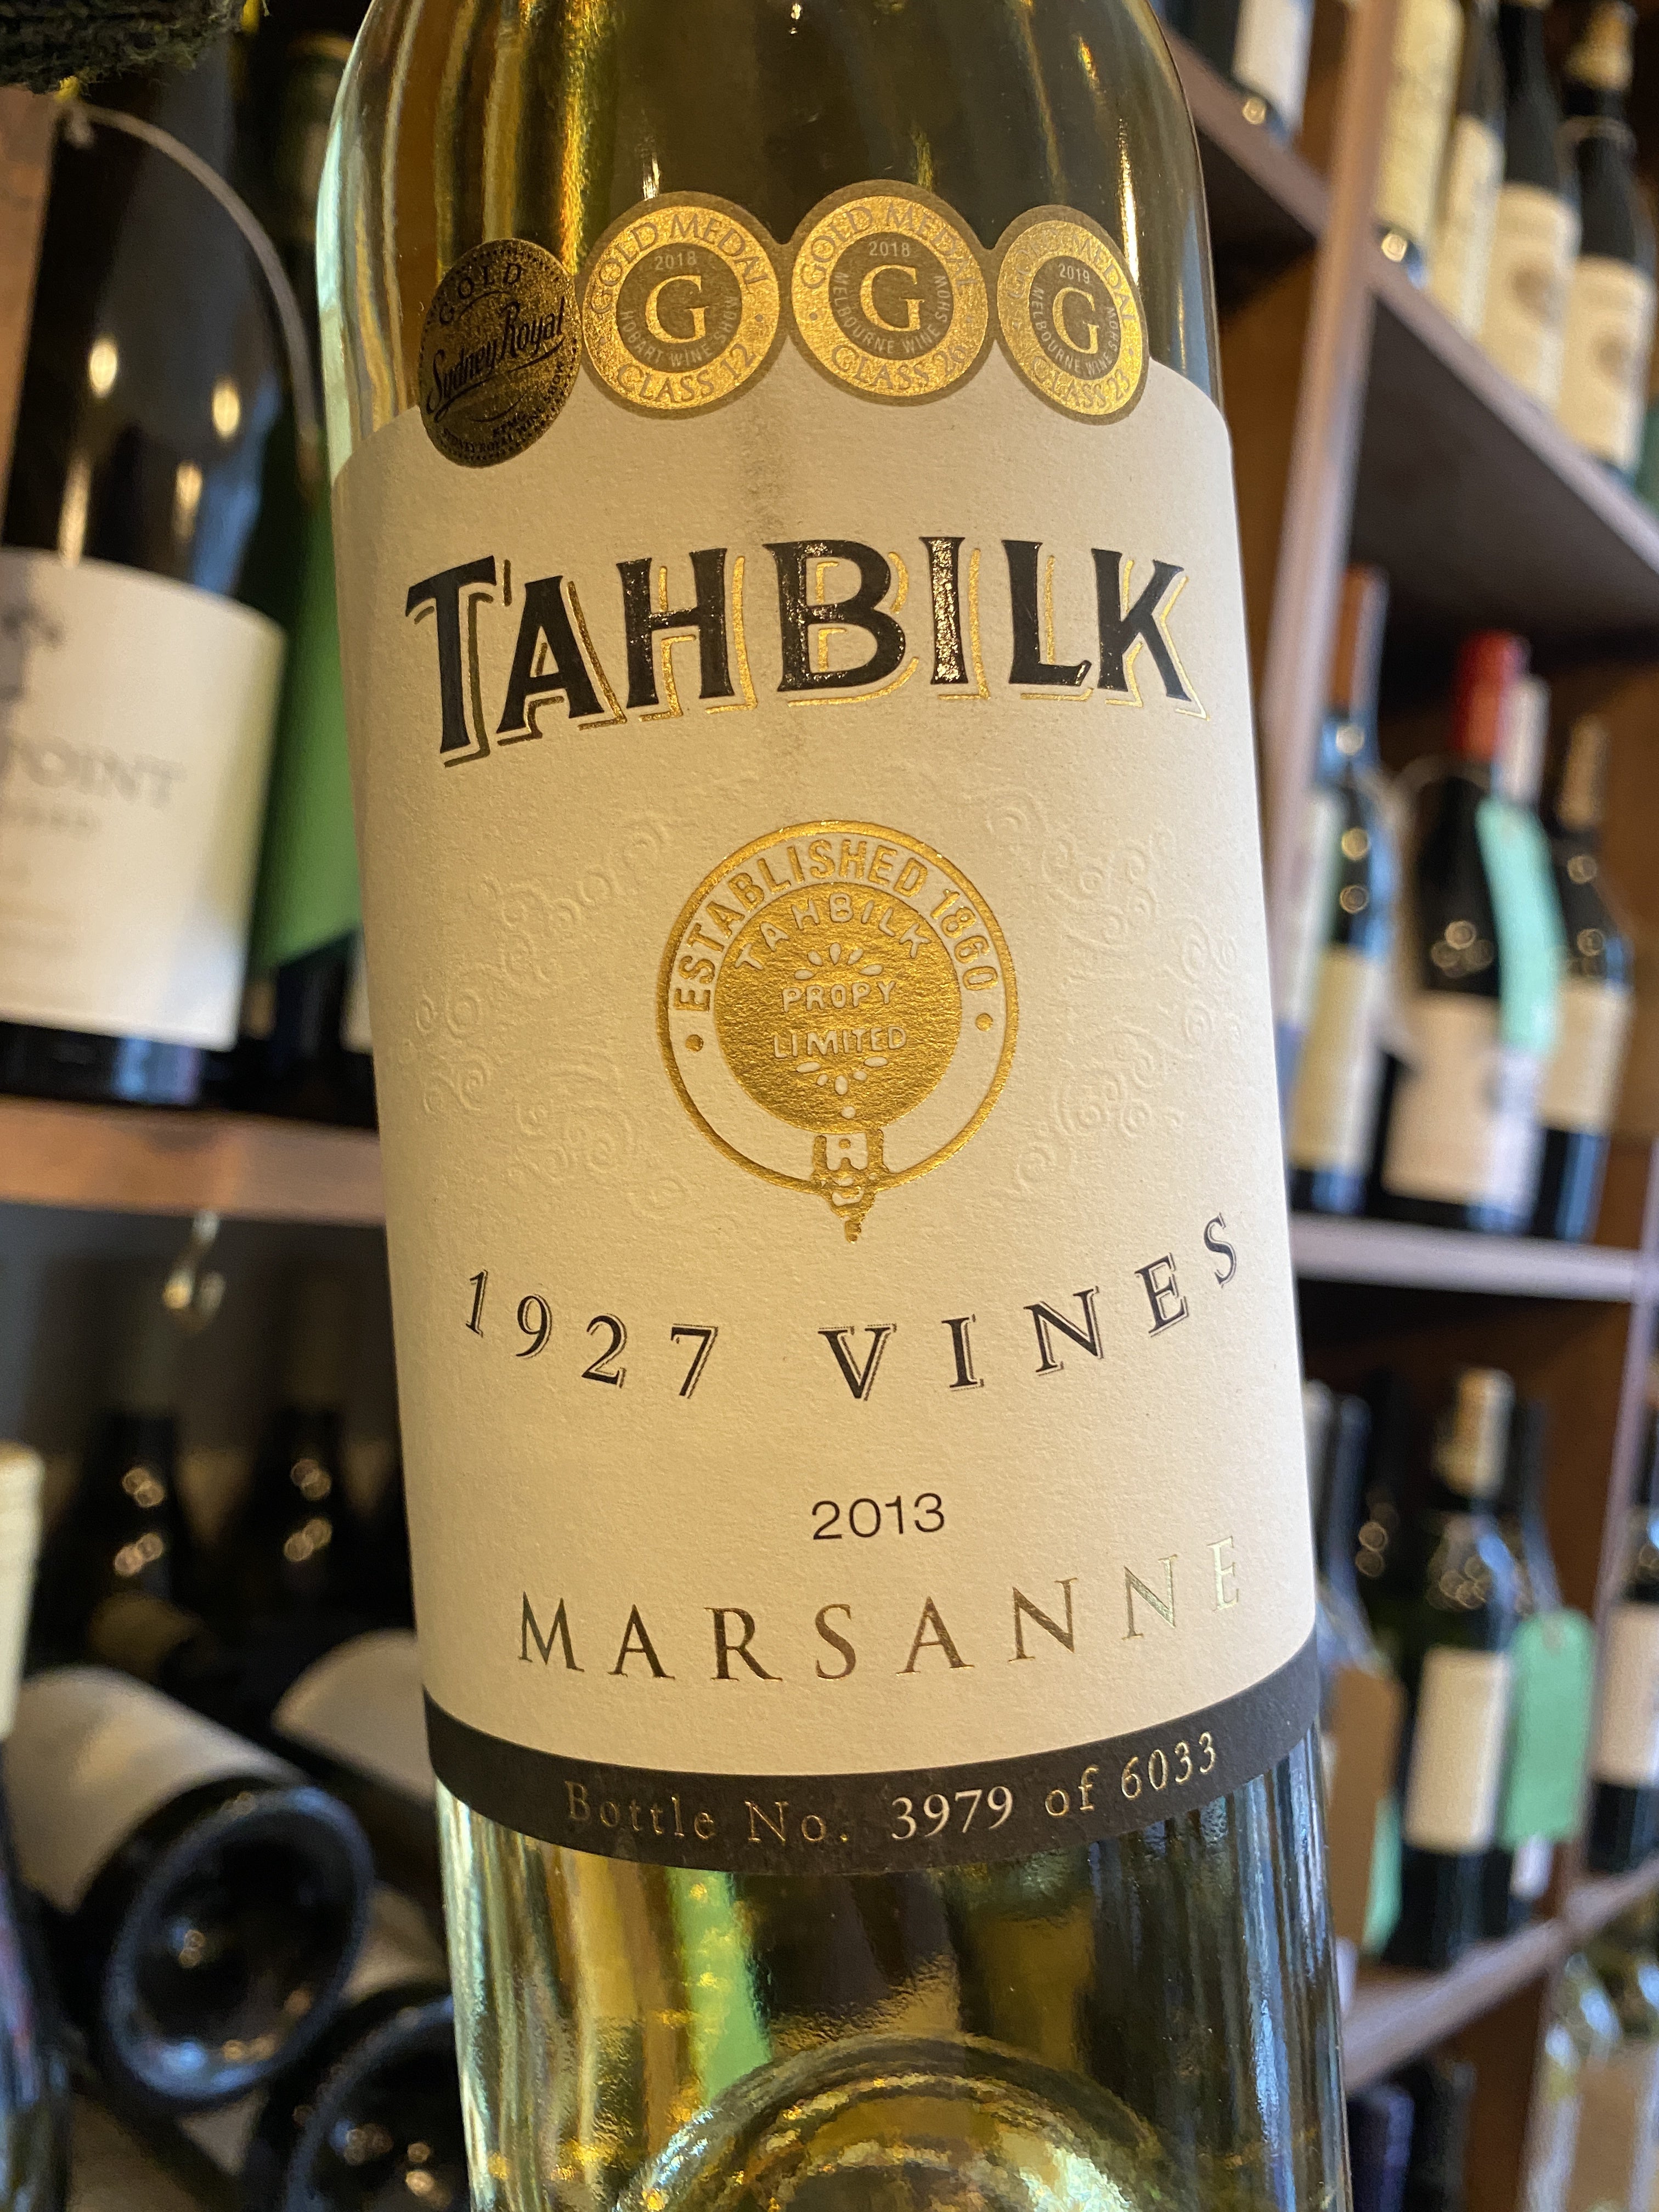 GOLD
Sydney Royal
GOLD MEDAL
2018
G
HOBART WINE SHOW
CLASS 12
GOLD MEDAL
2018
G
MELBOURNE WINE SHOW
CLASS 26
GOLD MEDAL
2019
G
MELBOURNE WINE SHOW
CLASS 23
TAHBILK
ESTABLISHED 1860
TAHBILK
PROPY
LIMITED
1927 VINES
2013
MARSANNE
Bottle No. 3979 of 6033
POINT